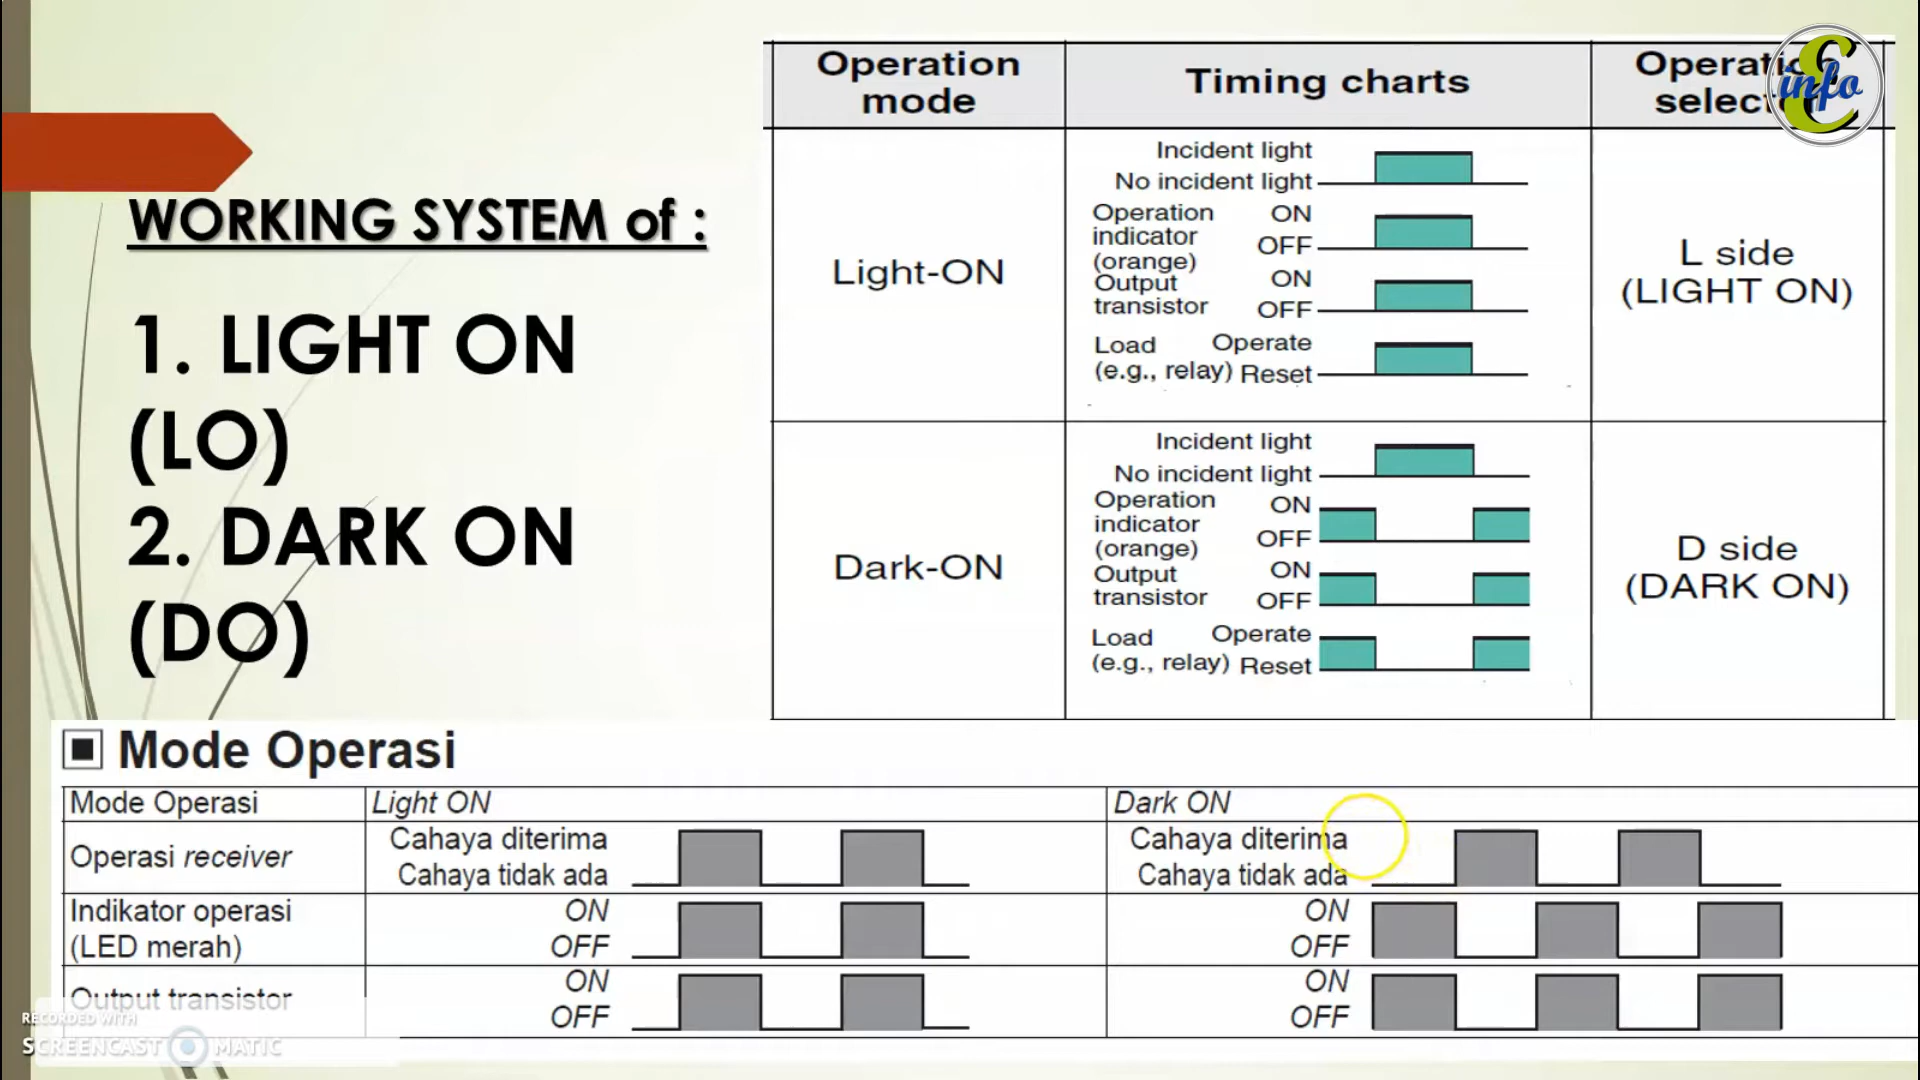 WORKING SYSTEM of :
1. LIGHT ON
(LO)
2. DARK ON
(DO)
Operation mode
Timing charts
Operation
info
Light-ON
Incident light
No incident light
Operation indicator (orange)
ON
OFF
Output transistor
ON
OFF
Load (e.g., relay)
Operate
Reset
L side
(LIGHT ON)
Dark-ON
Incident light
No incident light
Operation indicator (orange)
ON
OFF
Output transistor
ON
OFF
Load (e.g., relay)
Operate
Reset
D side
(DARK ON)
Mode Operasi
Mode Operasi
Light ON
Dark ON
Operasi receiver
Cahaya diterima
Cahaya tidak ada
Cahaya diterima
Cahaya tidak ada
Indikator operasi
(LED merah)
ON
OFF
ON
OFF
Output transistor
ON
OFF
ON
OFF
RECORDED WITH
SCREENCAST MATIC